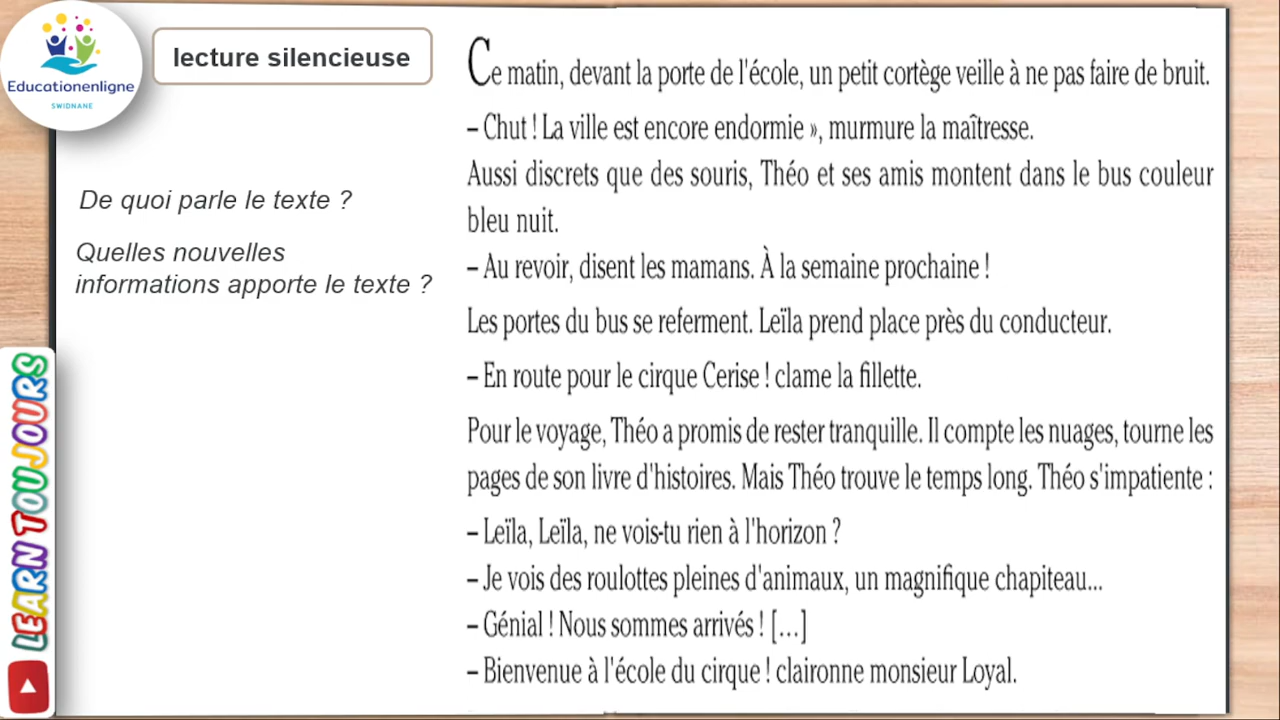 Educationenligne
SWIDNANE
lecture silencieuse
De quoi parle le texte ?
Quelles nouvelles
informations apporte le texte ?
LEARN TOUJOURS
Ce matin, devant la porte de l'école, un petit cortège veille à ne pas faire de bruit.
– Chut ! La ville est encore endormie », murmure la maîtresse.
Aussi discrets que des souris, Théo et ses amis montent dans le bus couleur
bleu nuit.
– Au revoir, disent les mamans. À la semaine prochaine !
Les portes du bus se referment. Leïla prend place près du conducteur.
– En route pour le cirque Cerise ! clame la fillette.
Pour le voyage, Théo a promis de rester tranquille. Il compte les nuages, tourne les
pages de son livre d'histoires. Mais Théo trouve le temps long. Théo s'impatiente :
– Leïla, Leïla, ne vois-tu rien à l'horizon ?
– Je vois des roulottes pleines d'animaux, un magnifique chapiteau...
– Génial ! Nous sommes arrivés ! [...]
– Bienvenue à l'école du cirque ! claironne monsieur Loyal.